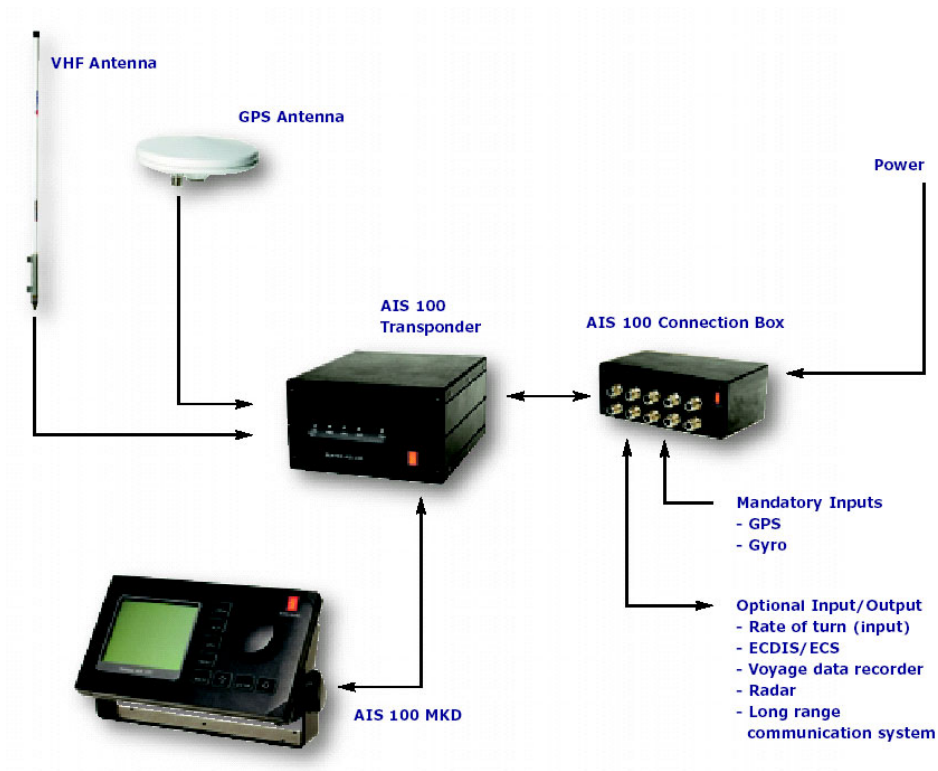 VHF Antenna
GPS Antenna
Power
AIS 100
Transponder
AIS 100 Connection Box
Mandatory Inputs
- GPS
- Gyro
Optional Input/Output
- Rate of turn (input)
- ECDIS/ECS
- Voyage data recorder
- Radar
- Long range
communication system
AIS 100 MKD